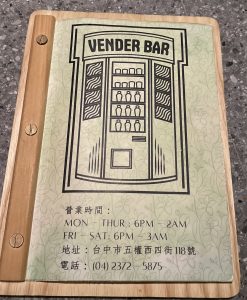 VENDER BAR
營業時間：
MON - THUR : 6PM - 2AM
FRI - SAT: 6PM - 3AM
地址：台中市五權西四街118號
電話：(04) 2372-5875